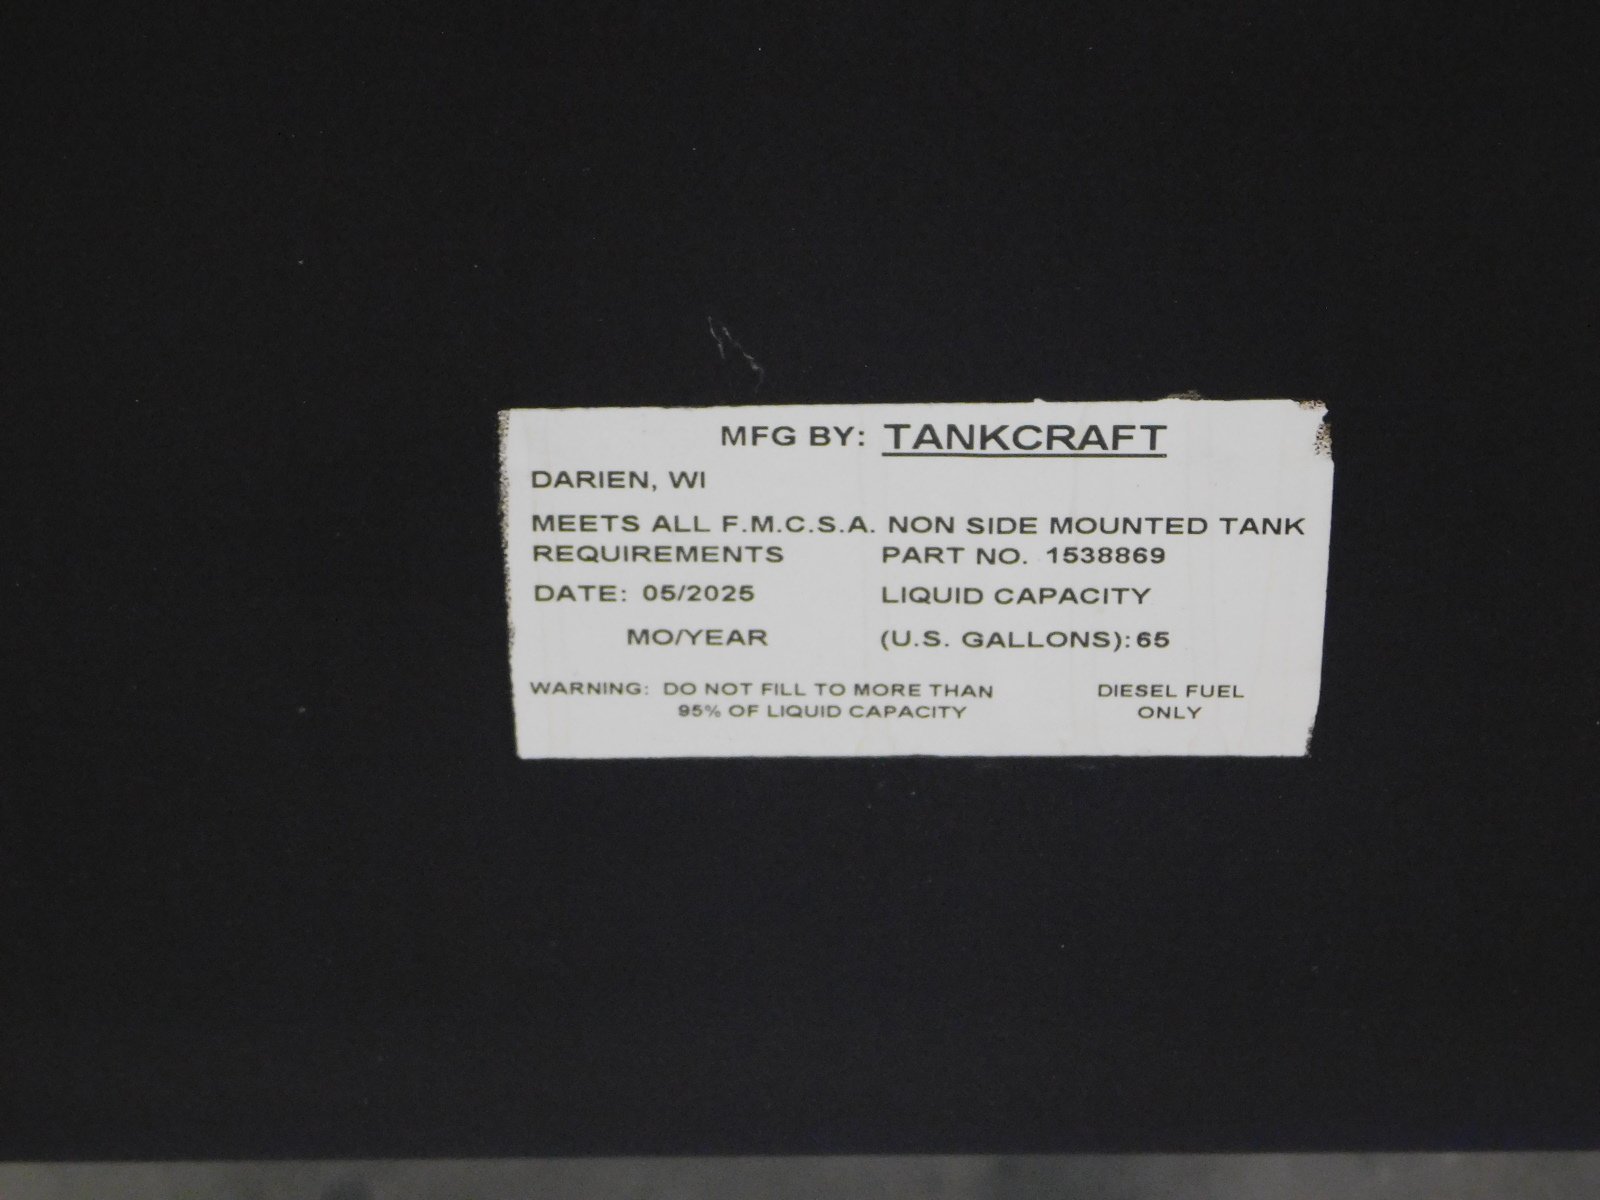 MFG BY: TANKCRAFT
DARIEN, WI
MEETS ALL F.M.C.S.A. NON SIDE MOUNTED TANK
REQUIREMENTS PART NO. 1538869
DATE: 05/2025 LIQUID CAPACITY
MO/YEAR (U.S. GALLONS): 65
WARNING: DO NOT FILL TO MORE THAN DIESEL FUEL
95% OF LIQUID CAPACITY ONLY